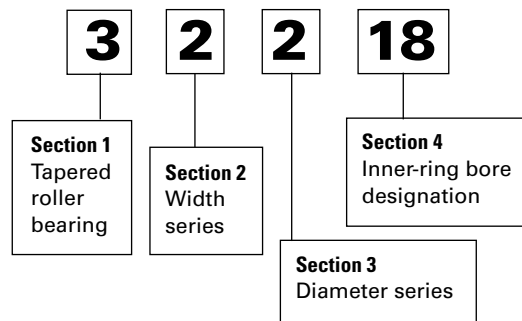 3 2 2 18
Section 1
Tapered
roller
bearing
Section 2
Width
series
Section 3
Diameter series
Section 4
Inner-ring bore
designation